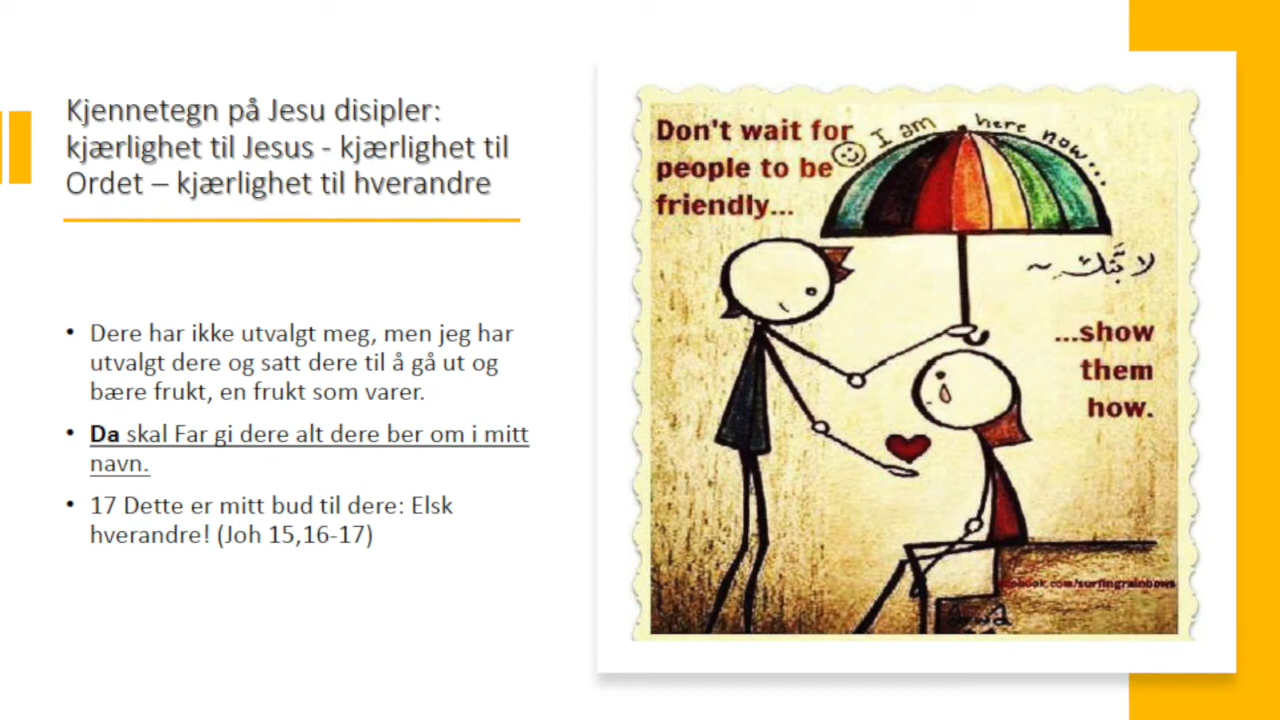 Kjennetegn på Jesu disipler:
kjærlighet til Jesus - kjærlighet til
Ordet – kjærlighet til hverandre
• Dere har ikke utvalgt meg, men jeg har
utvalgt dere og satt dere til å gå ut og
bære frukt, en frukt som varer.
• Da skal Far gi dere alt dere ber om i mitt
navn.
• 17 Dette er mitt bud til dere: Elsk
hverandre! (Joh 15,16-17)
Don't wait for
people to be
friendly...
I am here now...
...show
them
how.